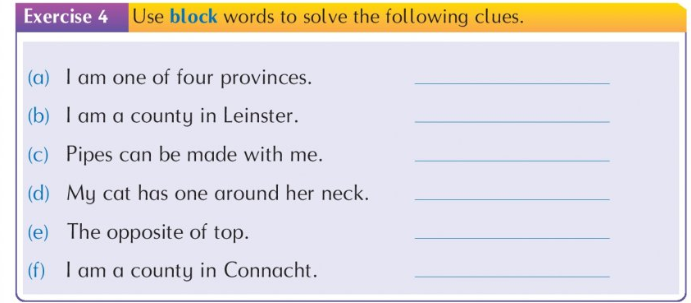 Exercise 4 Use block words to solve the following clues.
(a) I am one of four provinces.
(b) I am a county in Leinster.
(c) Pipes can be made with me.
(d) My cat has one around her neck.
(e) The opposite of top.
(f) I am a county in Connacht.